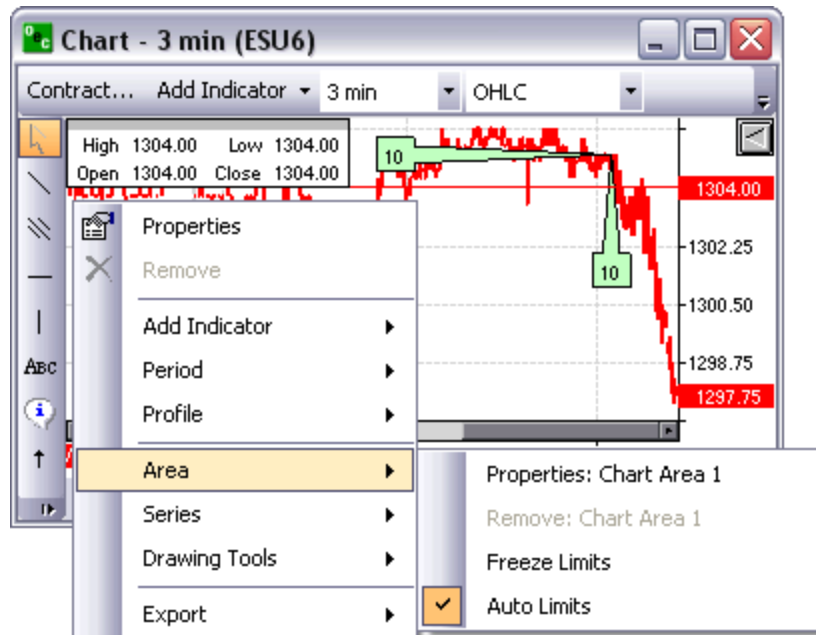 Oec Chart - 3 min (ESU6)
Contract... Add Indicator 3 min OHLC
High 1304.00 Low 1304.00
Open 1304.00 Close 1304.00
10
1304.00
Properties
1302.25
Remove
10
1300.50
Add Indicator
ABC
Period
1298.75
1297.75
Profile
Area
Properties: Chart Area 1
Series
Remove: Chart Area 1
Drawing Tools
Freeze Limits
Export
Auto Limits